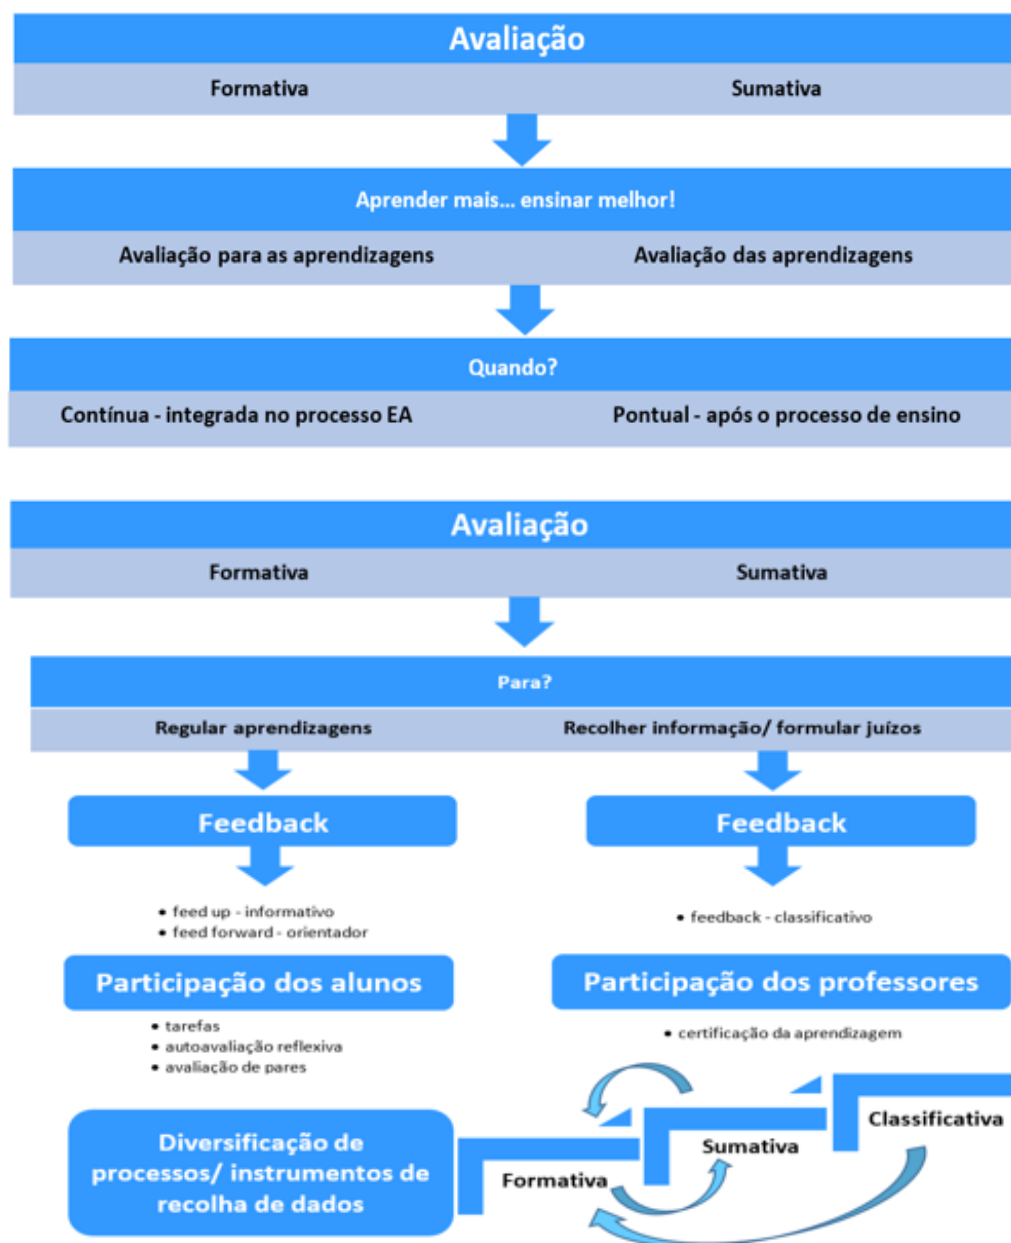 Avaliação
Formativa Sumativa
Aprender mais... ensinar melhor!
Avaliação para as aprendizagens Avaliação das aprendizagens
Quando?
Contínua - integrada no processo EA Pontual - após o processo de ensino
Avaliação
Formativa Sumativa
Para?
Regular aprendizagens Recolher informação/ formular juízos
Feedback Feedback
• feed up - informativo
• feed forward - orientador
• feedback - classificativo
Participação dos alunos Participação dos professores
• tarefas
• autoavaliação reflexiva
• avaliação de pares
• certificação da aprendizagem
Diversificação de
processos/ instrumentos de
recolha de dados
Formativa
Sumativa
Classificativa